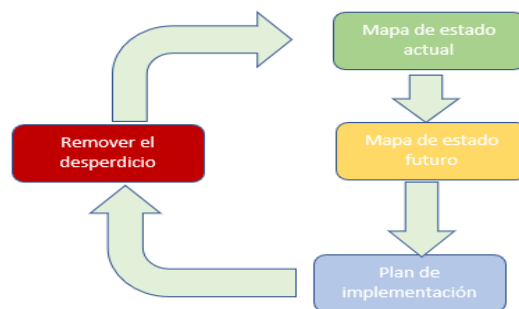 Mapa de estado
actual
Remover el
desperdicio
Mapa de estado
futuro
Plan de
implementación